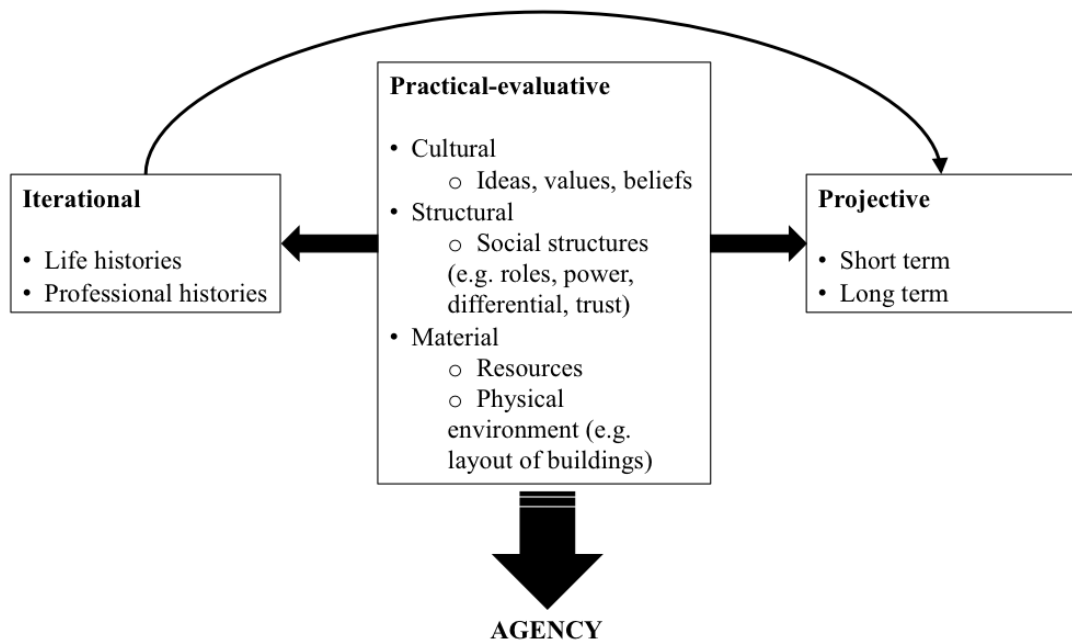 Practical-evaluative
• Cultural
o Ideas, values, beliefs
• Structural
o Social structures
(e.g. roles, power,
differential, trust)
• Material
o Resources
o Physical
environment (e.g.
layout of buildings)
Iterational
• Life histories
• Professional histories
Projective
• Short term
• Long term
AGENCY